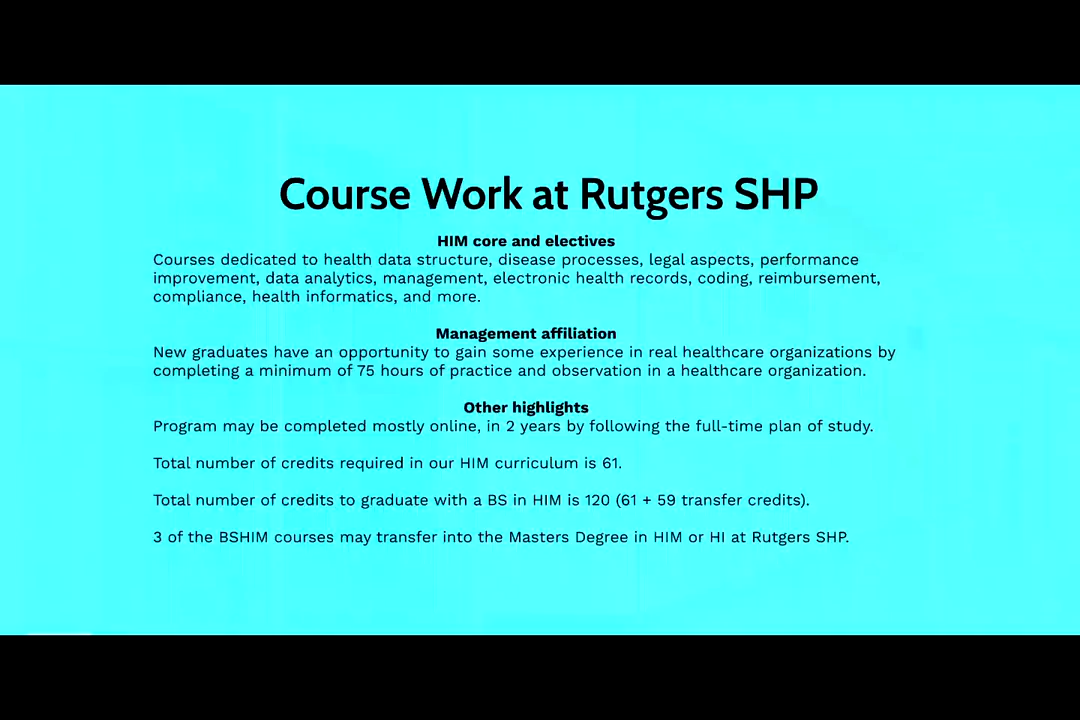 Course Work at Rutgers SHP
HIM core and electives
Courses dedicated to health data structure, disease processes, legal aspects, performance
improvement, data analytics, management, electronic health records, coding, reimbursement,
compliance, health informatics, and more.
Management affiliation
New graduates have an opportunity to gain some experience in real healthcare organizations by
completing a minimum of 75 hours of practice and observation in a healthcare organization.
Other highlights
Program may be completed mostly online, in 2 years by following the full-time plan of study.
Total number of credits required in our HIM curriculum is 61.
Total number of credits to graduate with a BS in HIM is 120 (61 + 59 transfer credits).
3 of the BSHIM courses may transfer into the Masters Degree in HIM or HI at Rutgers SHP.